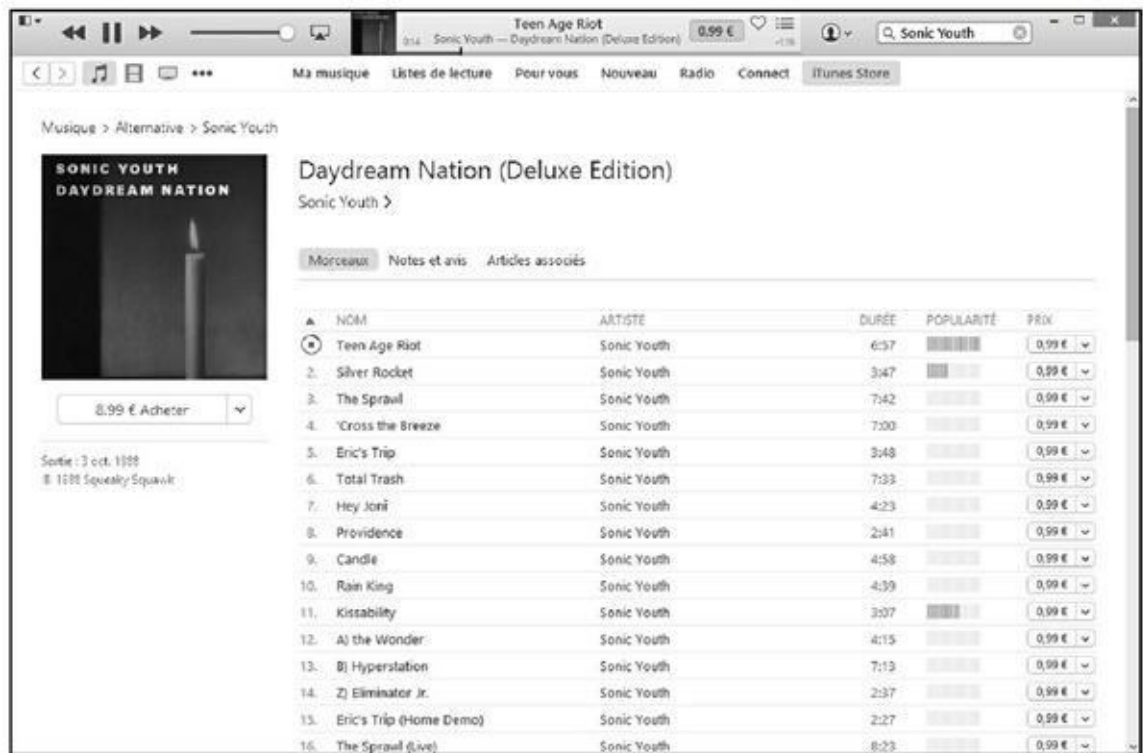 Teen Age Riot
0:14 Sonic Youth — Daydream Nation (Deluxe Edition)
0,99 €
Sonic Youth
Ma musique Listes de lecture Pour vous Nouveau Radio Connect iTunes Store
Musique > Alternative > Sonic Youth
SONIC YOUTH
DAYDREAM NATION
Daydream Nation (Deluxe Edition)
Sonic Youth >
Morceaux Notes et avis Articles associés
NOM ARTISTE DURÉE POPULARITÉ PRIX
Teen Age Riot Sonic Youth 6:57 0,99 €
2. Silver Rocket Sonic Youth 3:47 0,99 €
3. The Sprawl Sonic Youth 7:42 0,99 €
4. 'Cross the Breeze Sonic Youth 7:00 0,99 €
5. Eric's Trip Sonic Youth 3:48 0,99 €
6. Total Trash Sonic Youth 7:33 0,99 €
7. Hey Joni Sonic Youth 4:23 0,99 €
8. Providence Sonic Youth 2:41 0,99 €
9. Candle Sonic Youth 4:58 0,99 €
10. Rain King Sonic Youth 4:39 0,99 €
11. Kissability Sonic Youth 3:07 0,99 €
12. A) the Wonder Sonic Youth 4:15 0,99 €
13. B) Hyperstation Sonic Youth 7:13 0,99 €
14. Z) Eliminator Jr. Sonic Youth 2:37 0,99 €
15. Eric's Trip (Home Demo) Sonic Youth 2:27 0,99 €
16. The Sprawl (Live) Sonic Youth 8:23 0,99 €
8,99 € Acheter
Sortie : 3 oct. 1988
℗ 1988 Squeaky Squawk